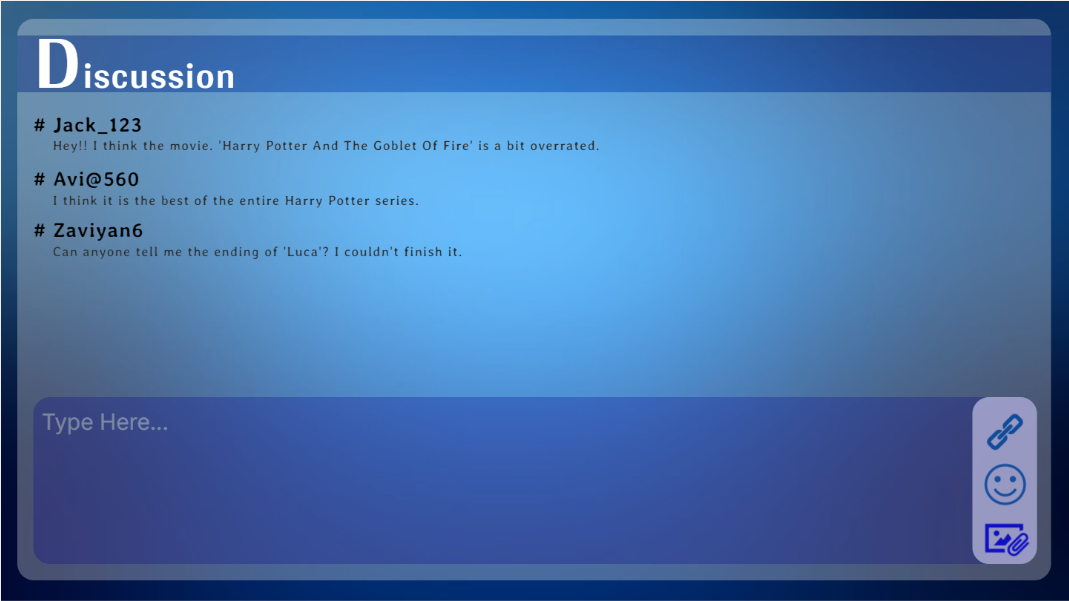 Discussion
# Jack_123
Hey!! I think the movie. 'Harry Potter And The Goblet Of Fire' is a bit overrated.
# Avi@560
I think it is the best of the entire Harry Potter series.
# Zaviyan6
Can anyone tell me the ending of 'Luca'? I couldn't finish it.
Type Here...